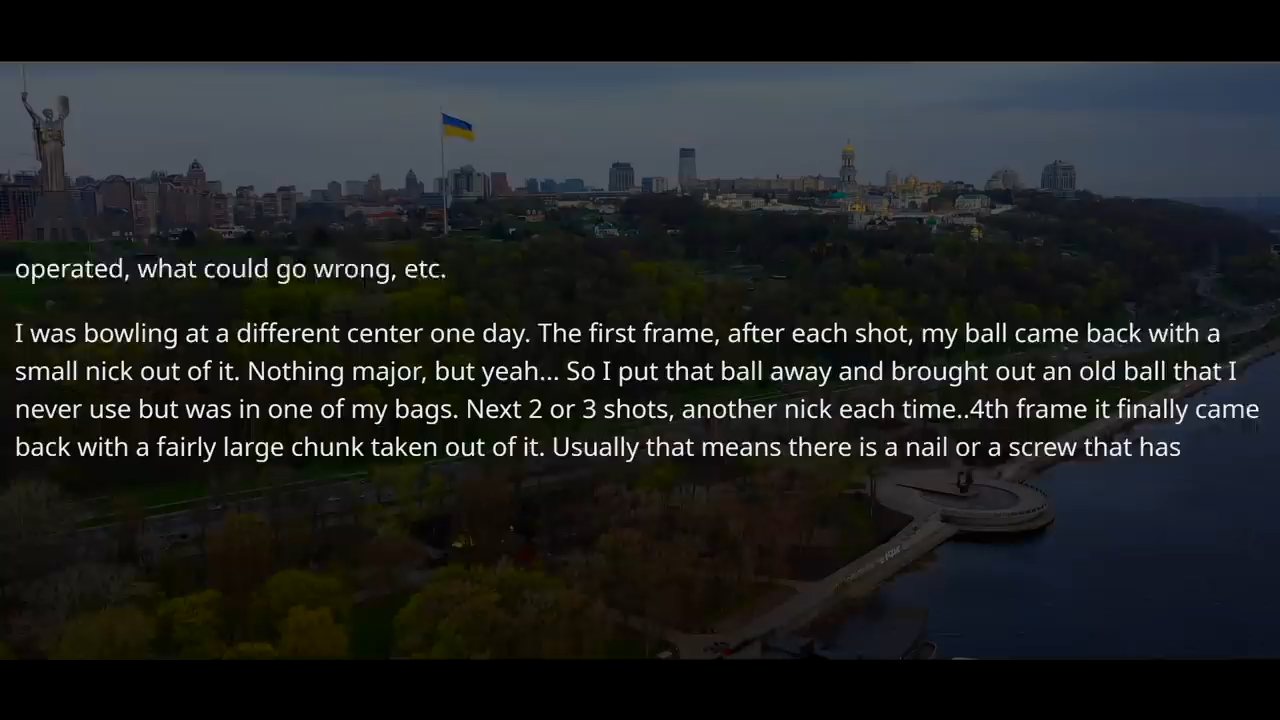 operated, what could go wrong, etc.
I was bowling at a different center one day. The first frame, after each shot, my ball came back with a
small nick out of it. Nothing major, but yeah... So I put that ball away and brought out an old ball that I
never use but was in one of my bags. Next 2 or 3 shots, another nick each time..4th frame it finally came
back with a fairly large chunk taken out of it. Usually that means there is a nail or a screw that has